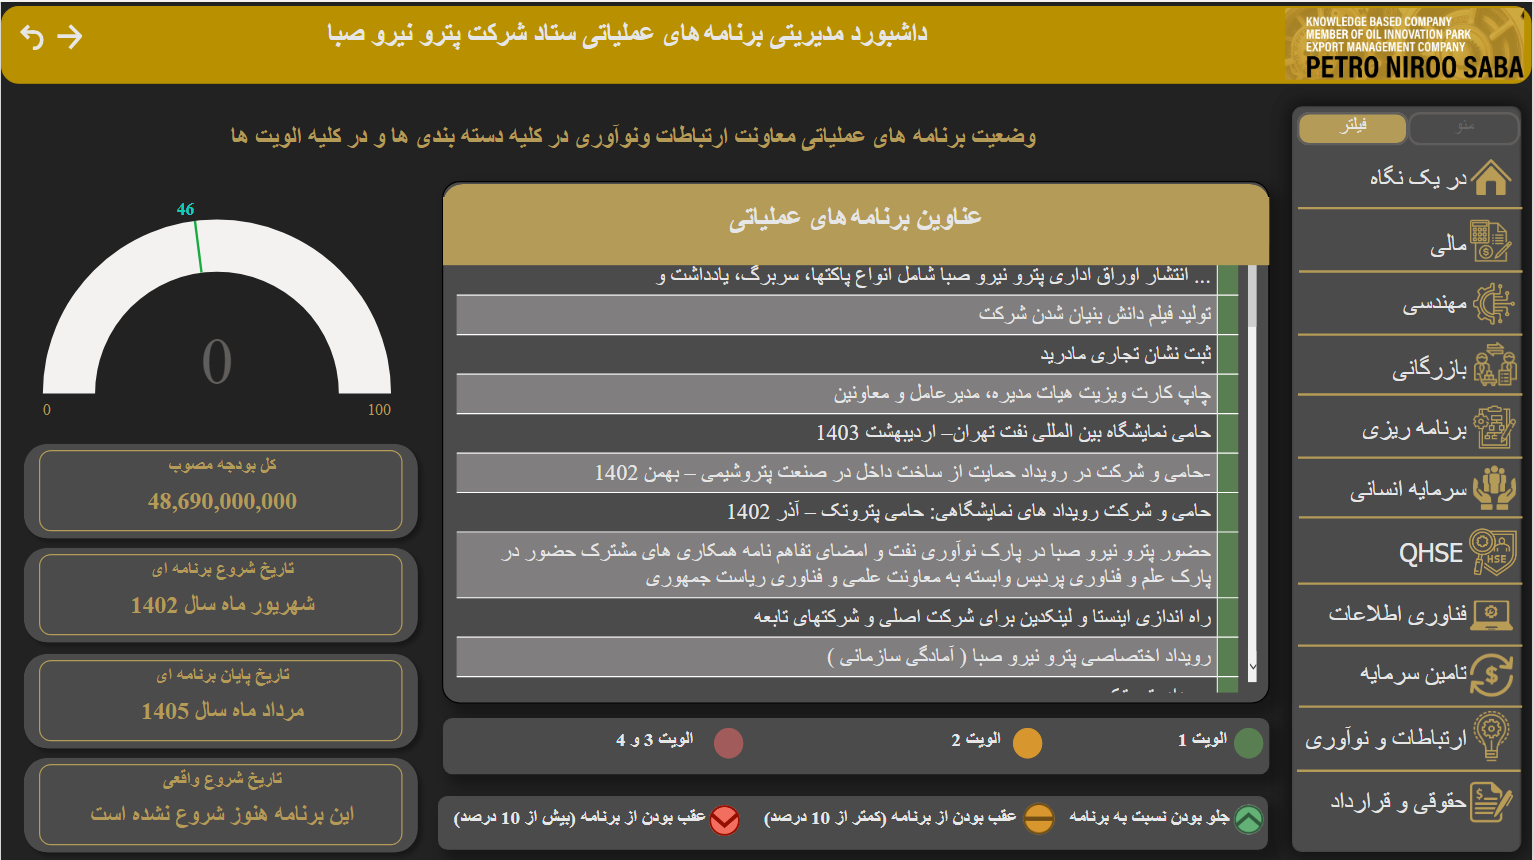 داشبورد مدیریتی برنامه های عملیاتی ستاد شرکت پترو نیرو صبا
KNOWLEDGE BASED COMPANY
MEMBER OF OIL INNOVATION PARK
EXPORT MANAGEMENT COMPANY
PETRO NIROO SABA
منو
فیلتر
در یک نگاه
مالی
مهندسی
بازرگانی
برنامه ریزی
سرمایه انسانی
QHSE
فناوری اطلاعات
تامین سرمایه
ارتباطات و نوآوری
حقوقی و قرارداد
وضعیت برنامه های عملیاتی معاونت ارتباطات ونوآوری در کلیه دسته بندی ها و در کلیه الویت ها
عناوین برنامه های عملیاتی
... انتشار اوراق اداری پترو نیرو صبا شامل انواع پاکتها، سربرگ، یادداشت و
تولید فیلم دانش بنیان شدن شرکت
ثبت نشان تجاری مادرید
چاپ کارت ویزیت هیات مدیره، مدیرعامل و معاونین
حامی نمایشگاه بین المللی نفت تهران– اردیبهشت 1403
-حامی و شرکت در رویداد حمایت از ساخت داخل در صنعت پتروشیمی – بهمن 1402
حامی و شرکت رویداد های نمایشگاهی: حامی پتروتک – آذر 1402
حضور پترو نیرو صبا در پارک نوآوری نفت و امضای تفاهم نامه همکاری های مشترک حضور در
پارک علم و فناوری پردیس وابسته به معاونت علمی و فناوری ریاست جمهوری
راه اندازی اینستا و لینکدین برای شرکت اصلی و شرکتهای تابعه
رویداد اختصاصی پترو نیرو صبا ( آمادگی سازمانی )
الویت 1
الویت 2
الویت 3 و 4
جلو بودن نسبت به برنامه
عقب بودن از برنامه (کمتر از 10 درصد)
عقب بودن از برنامه (بیش از 10 درصد)
46
0
0
100
کل بودجه مصوب
48,690,000,000
تاریخ شروع برنامه ای
شهریور ماه سال 1402
تاریخ پایان برنامه ای
مرداد ماه سال 1405
تاریخ شروع واقعی
این برنامه هنوز شروع نشده است